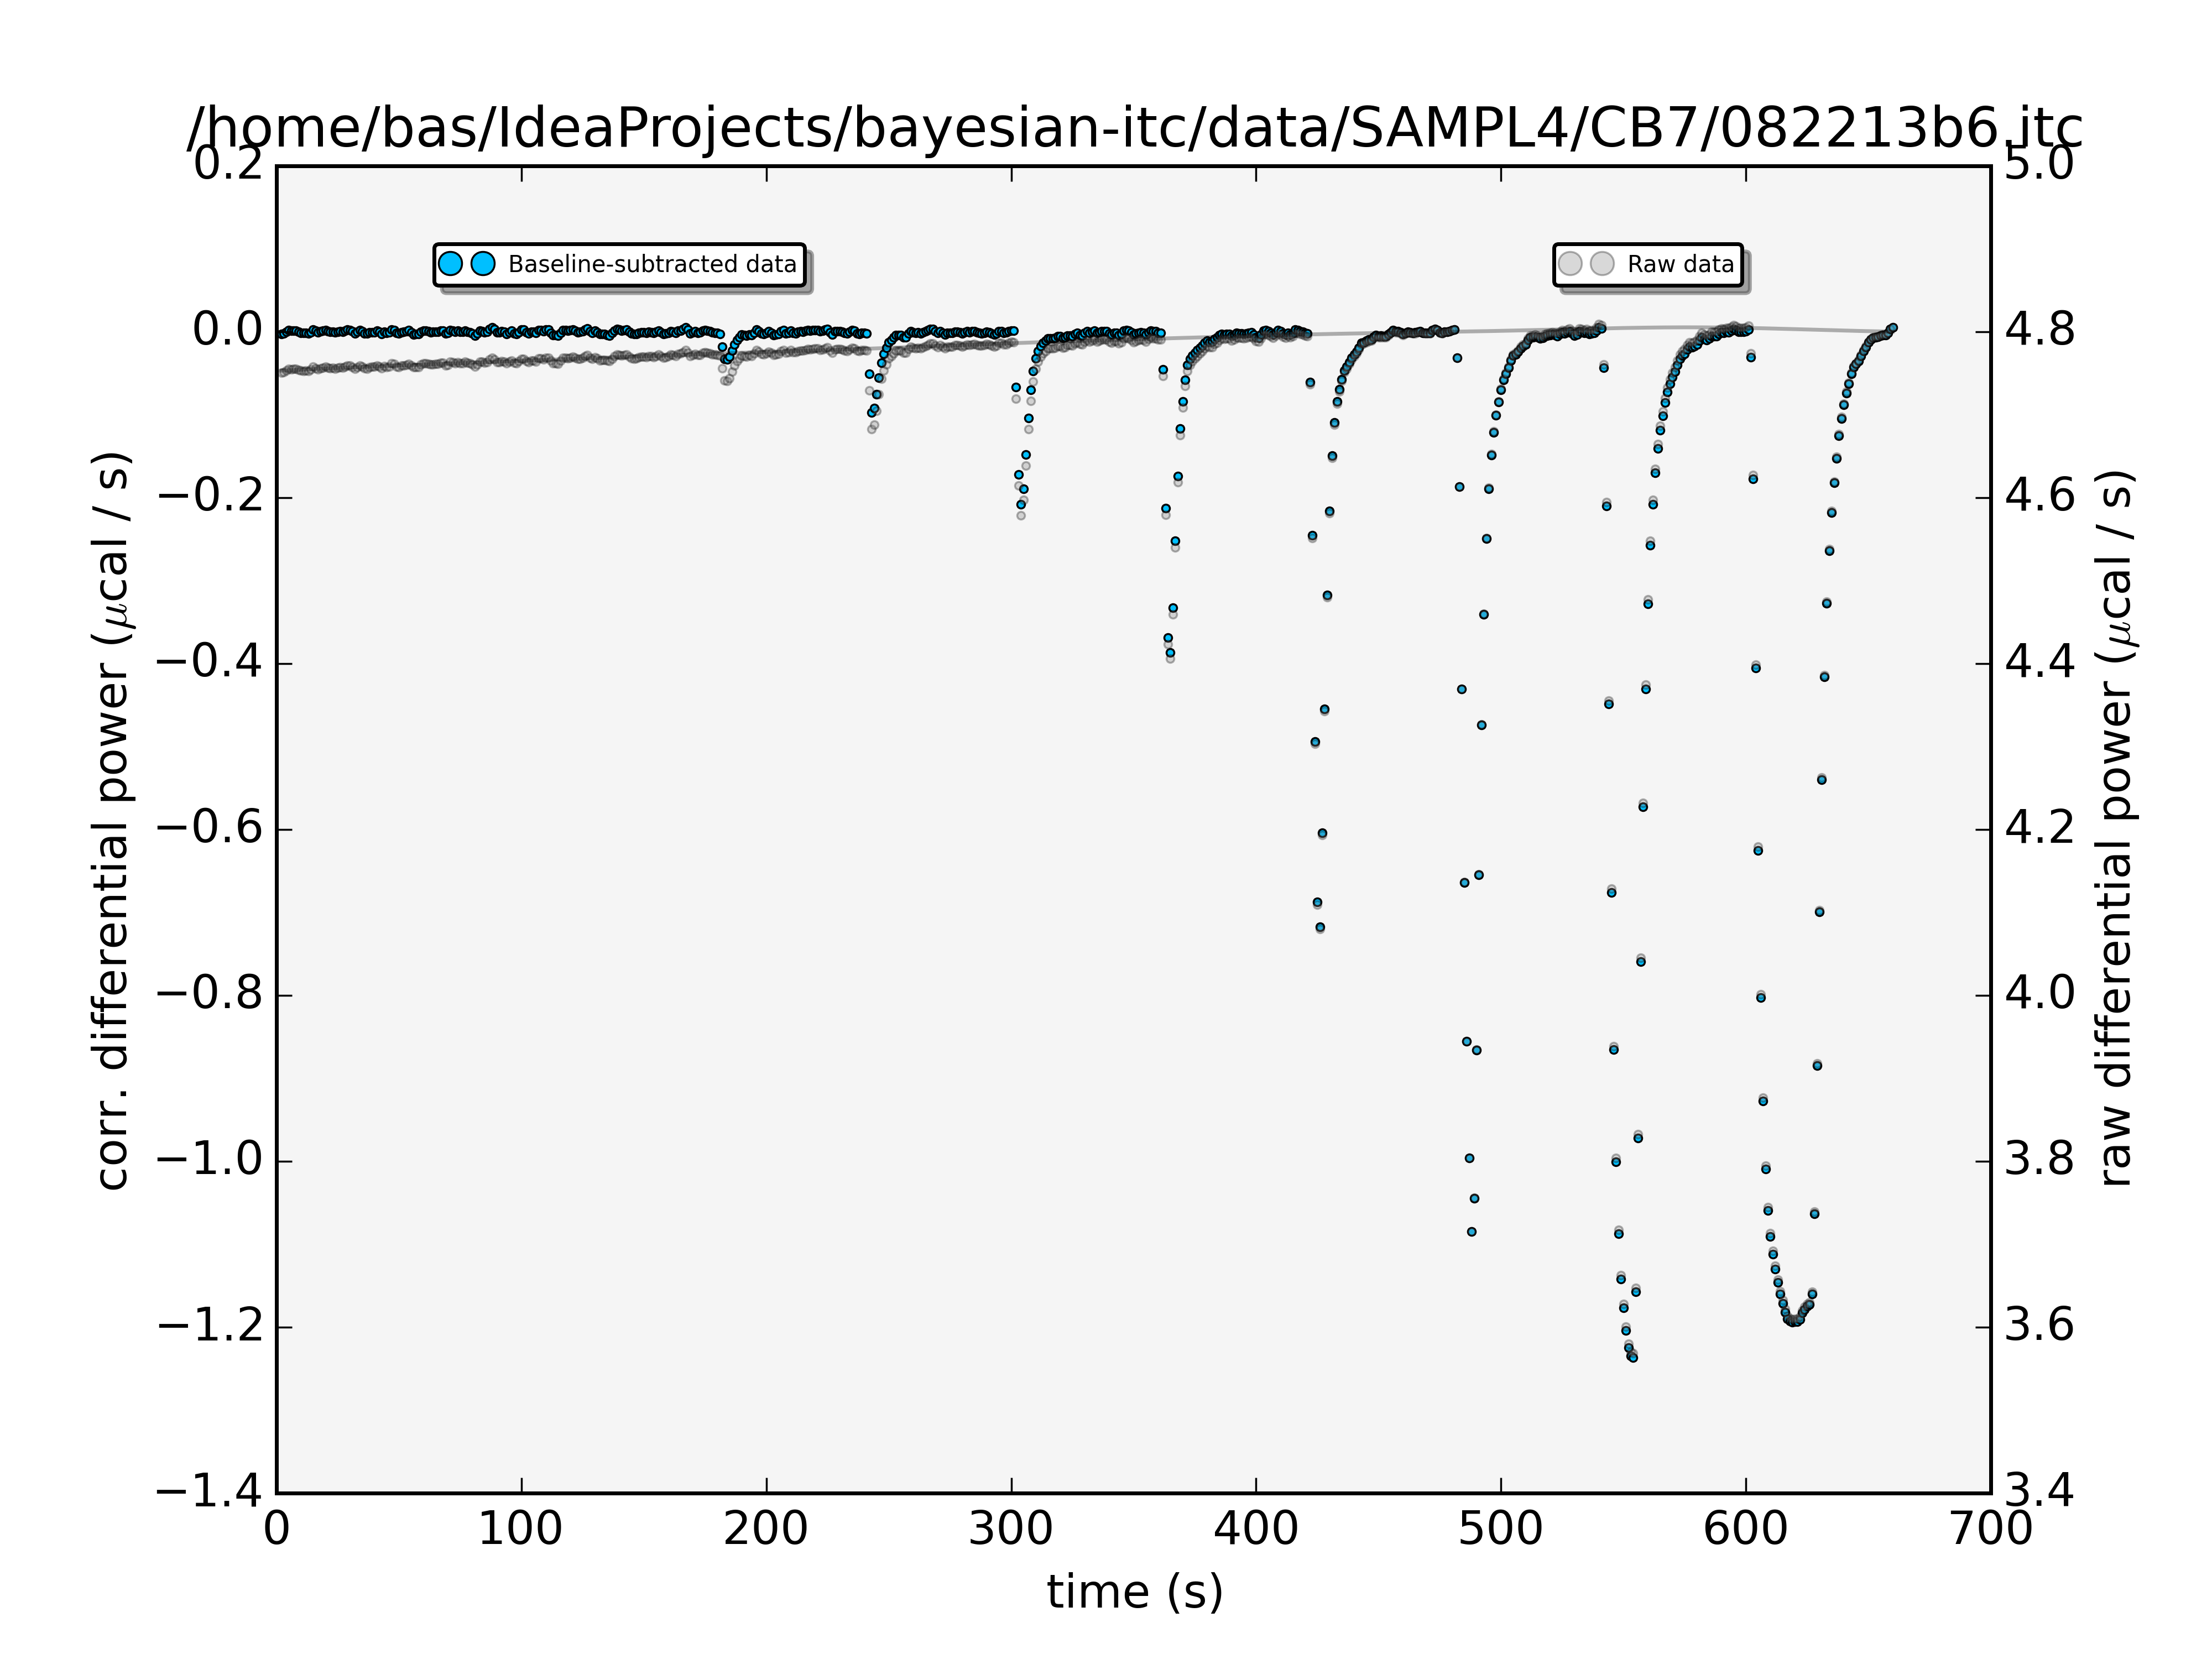 /home/bas/IdeaProjects/bayesian-itc/data/SAMPL4/CB7/082213b6.itc
Baseline-subtracted data
Raw data
corr. differential power (μcal / s)
0.2
0.0
−0.2
−0.4
−0.6
−0.8
−1.0
−1.2
−1.4
5.0
4.8
4.6
4.4
4.2
4.0
3.8
3.6
3.4
raw differential power (μcal / s)
0 100 200 300 400 500 600 700
time (s)